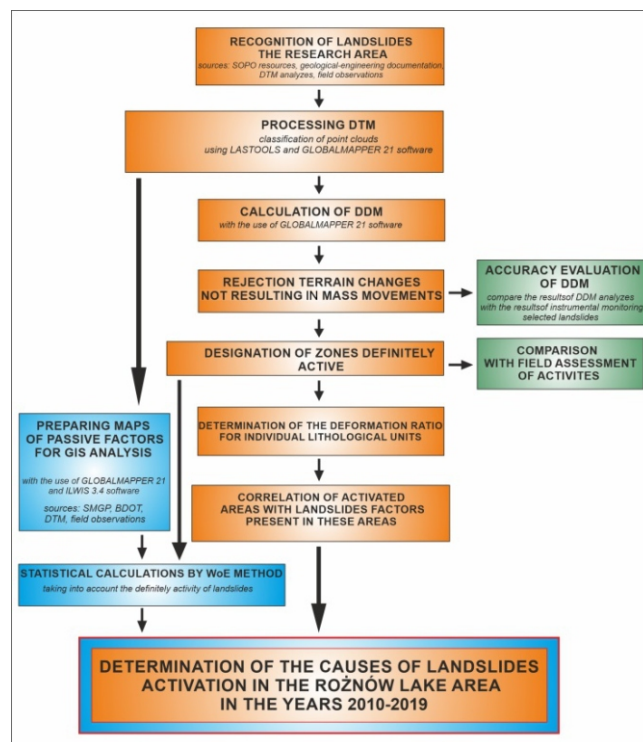 RECOGNITION OF LANDSLIDES
THE RESEARCH AREA
sources: SOPO resources, geological-engineering documentation,
DTM analyzes, field observations
PROCESSING DTM
classification of point clouds
using LASTOOLS and GLOBALMAPPER 21 software
CALCULATION OF DDM
with the use of GLOBALMAPPER 21 software
REJECTION TERRAIN CHANGES
NOT RESULTING IN MASS MOVEMENTS
ACCURACY EVALUATION
OF DDM
compare the resultsof DDM analyzes
with the resultsof instrumental monitoring
selected landslides
DESIGNATION OF ZONES DEFINITELY
ACTIVE
COMPARISON
WITH FIELD ASSESSMENT
OF ACTIVITES
PREPARING MAPS
OF PASSIVE FACTORS
FOR GIS ANALYSIS
with the use of GLOBALMAPPER 21
and ILWIS 3.4 software
sources: SMGP, BDOT,
DTM, field observations
DETERMINATION OF THE DEFORMATION RATIO
FOR INDIVIDUAL LITHOLOGICAL UNITS
CORRELATION OF ACTIVATED
AREAS WITH LANDSLIDES FACTORS
PRESENT IN THESE AREAS
STATISTICAL CALCULATIONS BY WoE METHOD
taking into account the definitely activity of landslides
DETERMINATION OF THE CAUSES OF LANDSLIDES
ACTIVATION IN THE ROŻNÓW LAKE AREA
IN THE YEARS 2010-2019